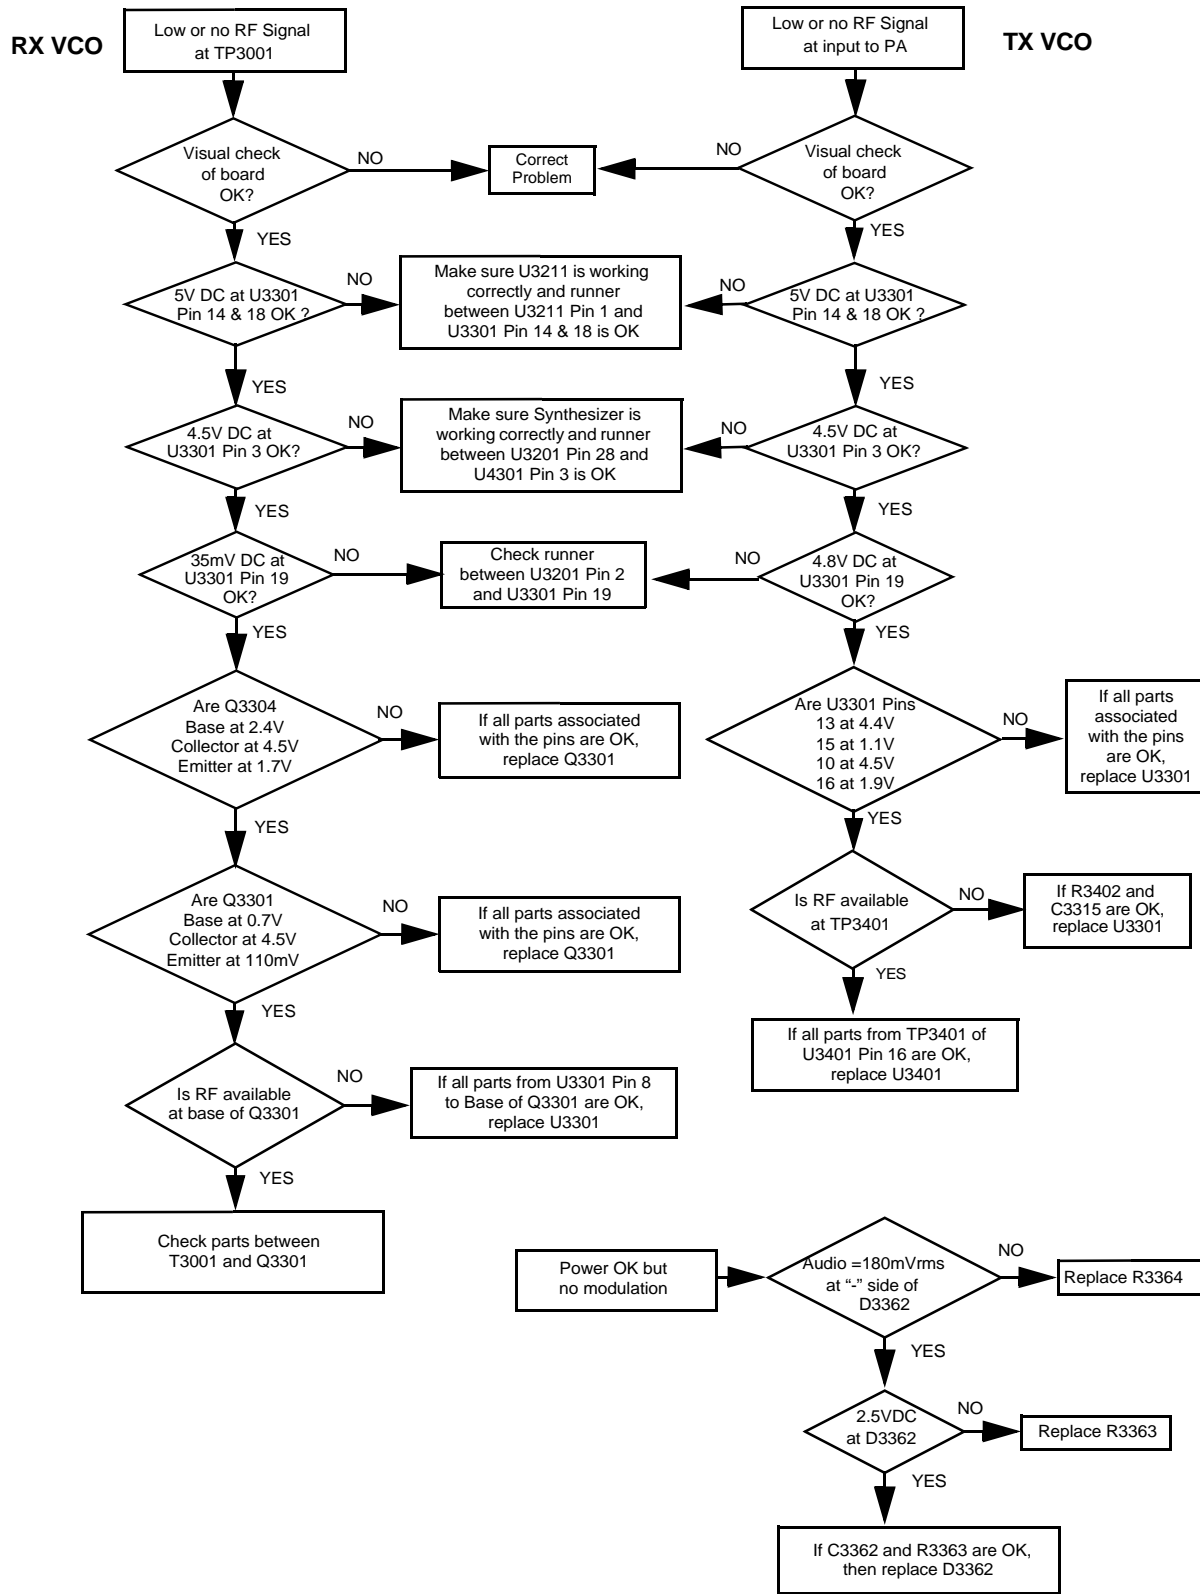 RX VCO
Low or no RF Signal
at TP3001
Visual check
of board
OK?
NO
YES
Correct
Problem
5V DC at U3301
Pin 14 & 18 OK ?
NO
YES
Make sure U3211 is working
correctly and runner
between U3211 Pin 1 and
U3301 Pin 14 & 18 is OK
4.5V DC at
U3301 Pin 3 OK?
NO
YES
Make sure Synthesizer is
working correctly and runner
between U3201 Pin 28 and
U4301 Pin 3 is OK
35mV DC at
U3301 Pin 19
OK?
NO
YES
Check runner
between U3201 Pin 2
and U3301 Pin 19
Are Q3304
Base at 2.4V
Collector at 4.5V
Emitter at 1.7V
NO
YES
If all parts associated
with the pins are OK,
replace Q3301
Are Q3301
Base at 0.7V
Collector at 4.5V
Emitter at 110mV
NO
YES
If all parts associated
with the pins are OK,
replace Q3301
Is RF available
at base of Q3301
NO
YES
If all parts from U3301 Pin 8
to Base of Q3301 are OK,
replace U3301
Check parts between
T3001 and Q3301
TX VCO
Low or no RF Signal
at input to PA
Visual check
of board
OK?
NO
YES
5V DC at U3301
Pin 14 & 18 OK ?
NO
YES
4.5V DC at
U3301 Pin 3 OK?
NO
YES
4.8V DC at
U3301 Pin 19
OK?
NO
YES
Are U3301 Pins
13 at 4.4V
15 at 1.1V
10 at 4.5V
16 at 1.9V
NO
YES
If all parts
associated
with the pins
are OK,
replace U3301
Is RF available
at TP3401
NO
YES
If R3402 and
C3315 are OK,
replace U3301
If all parts from TP3401 of
U3401 Pin 16 are OK,
replace U3401
Power OK but
no modulation
Audio =180mVrms
at “-” side of
D3362
NO
YES
Replace R3364
2.5VDC
at D3362
NO
YES
Replace R3363
If C3362 and R3363 are OK,
then replace D3362